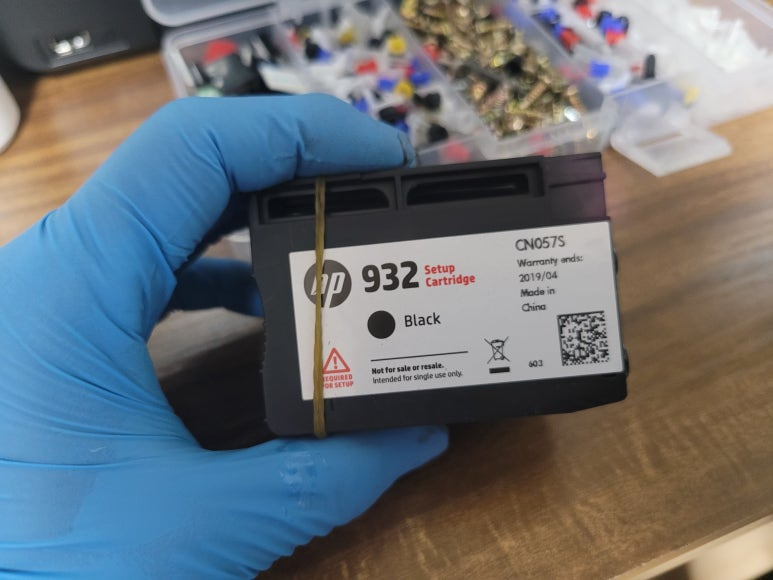 hp 932 Setup
Cartridge
Black
REQUIRED
FOR SETUP
Not for sale or resale.
Intended for single use only.
CN057S
Warranty ends:
2019/04
Made in
China
603